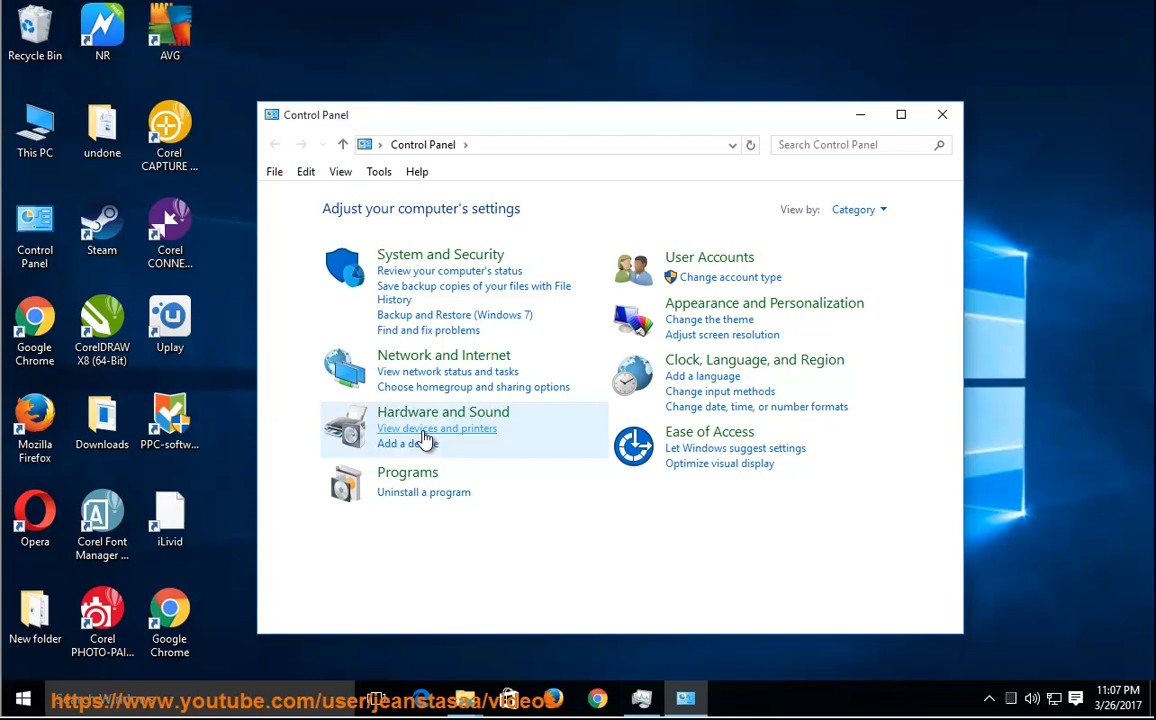 Recycle Bin
NR
AVG
This PC
undone
Corel
CAPTURE ...
Control
Panel
Steam
Corel
CONNE...
Google
Chrome
CorelDRAW
X8 (64-Bit)
Uplay
Mozilla
Firefox
Downloads
PPC-softw...
Opera
Corel Font
Manager ...
iLivid
New folder
Corel
PHOTO-PAI...
Google
Chrome
Control Panel
Control Panel
Search Control Panel
File Edit View Tools Help
Adjust your computer's settings
View by: Category
System and Security
Review your computer's status
Save backup copies of your files with File
History
Backup and Restore (Windows 7)
Find and fix problems
Network and Internet
View network status and tasks
Choose homegroup and sharing options
Hardware and Sound
View devices and printers
Add a device
Programs
Uninstall a program
User Accounts
Change account type
Appearance and Personalization
Change the theme
Adjust screen resolution
Clock, Language, and Region
Add a language
Change input methods
Change date, time, or number formats
Ease of Access
Let Windows suggest settings
Optimize visual display
Search Windows
https://www.youtube.com/user/jeanstasaa/videos
11:07 PM
3/26/2017